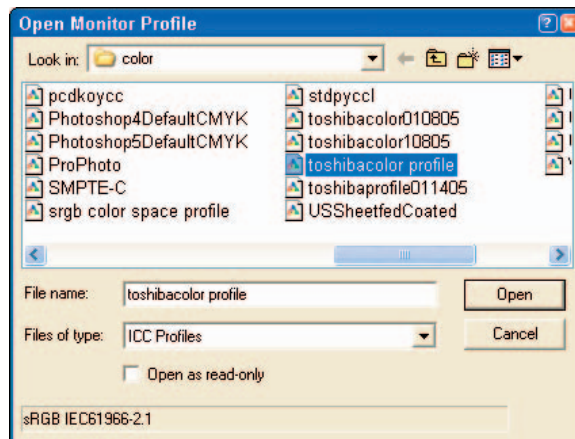 Open Monitor Profile
Look in: color
pcdkoycc
Photoshop4DefaultCMYK
Photoshop5DefaultCMYK
ProPhoto
SMPTE-C
srgb color space profile
stdpyccl
toshibacolor010805
toshibacolor10805
toshibacolor profile
toshibaprofile011405
USSheetfedCoated
File name: toshibacolor profile
Open
Files of type: ICC Profiles
Cancel
Open as read-only
sRGB IEC61966-2.1